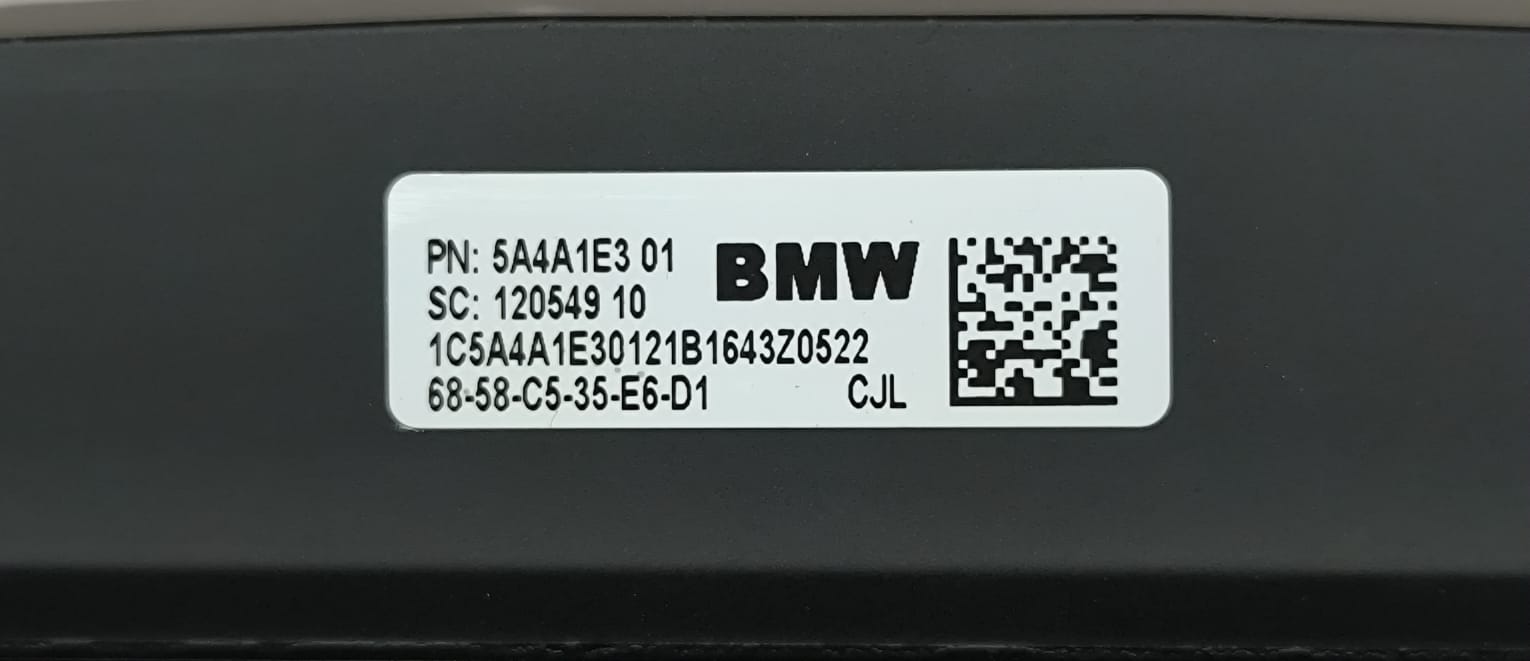 PN: 5A4A1E3 01
BMW
SC: 120549 10
1C5A4A1E30121B1643Z0522
68-58-C5-35-E6-D1 CJL